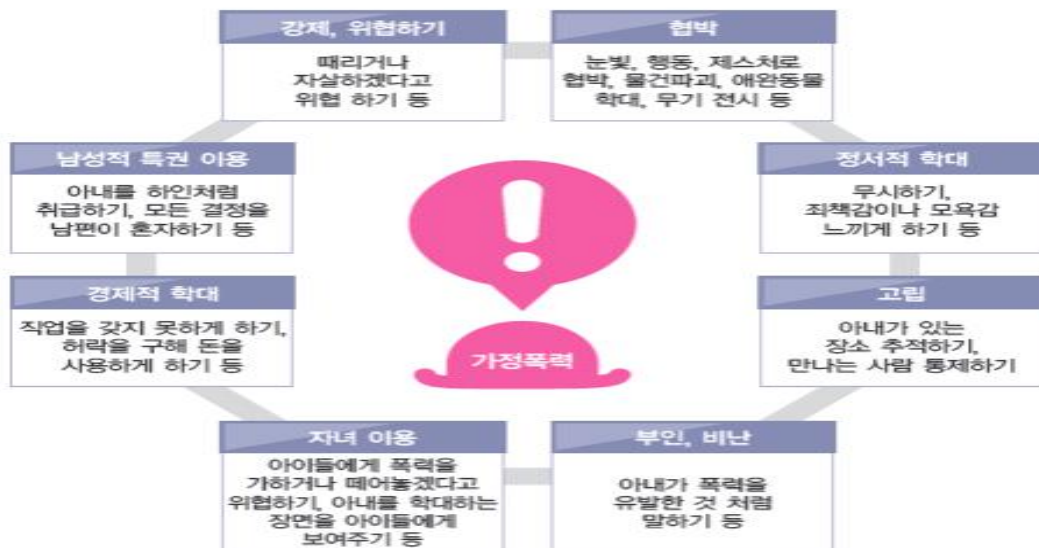 강제, 위협하기
때리거나
자살하겠다고
위협 하기 등
협박
눈빛, 행동, 제스처로
협박, 물건파괴, 애완동물
학대, 무기 전시 등
남성적 특권 이용
아내를 하인처럼
취급하기, 모든 결정을
남편이 혼자하기 등
정서적 학대
무시하기,
죄책감이나 모욕감
느끼게 하기 등
경제적 학대
직업을 갖지 못하게 하기,
허락을 구해 돈을
사용하게 하기 등
고립
아내가 있는
장소 추적하기,
만나는 사람 통제하기
가정폭력
자녀 이용
아이들에게 폭력을
가하거나 떼어놓겠다고
위협하기, 아내를 학대하는
장면을 아이들에게
보여주기 등
부인, 비난
아내가 폭력을
유발한 것 처럼
말하기 등